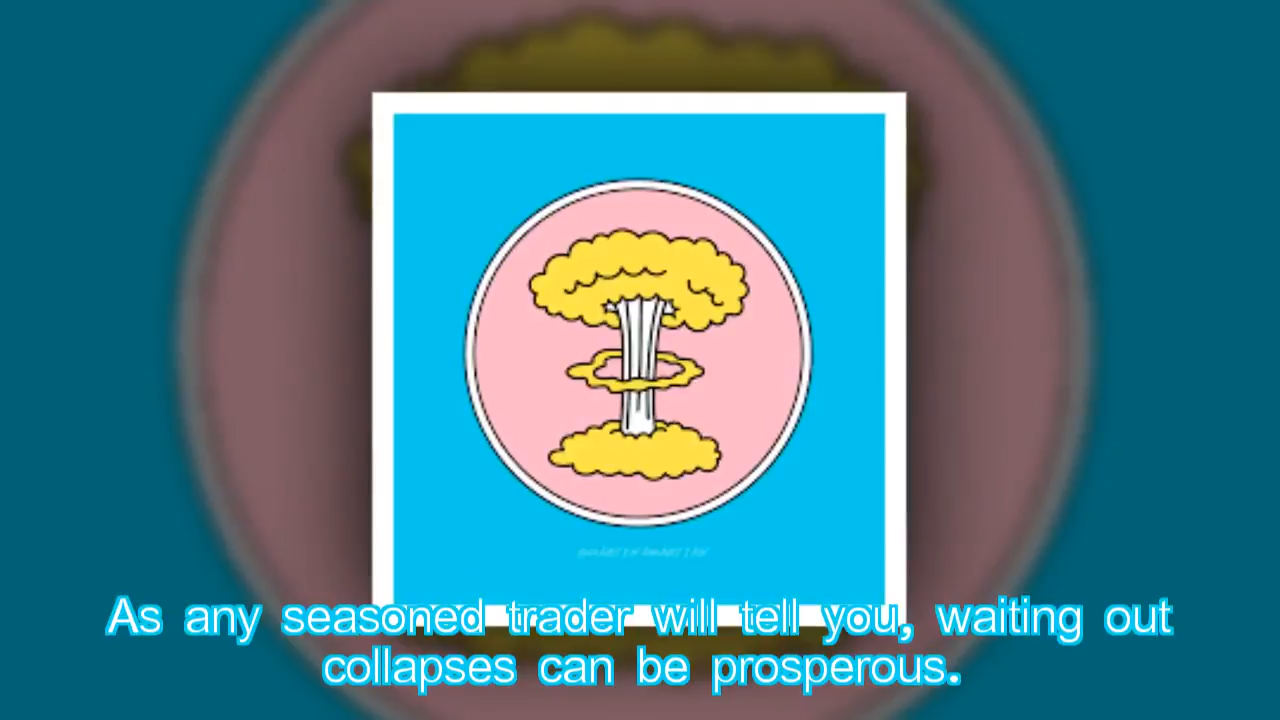 As any seasoned trader will tell you, waiting out
collapses can be prosperous.